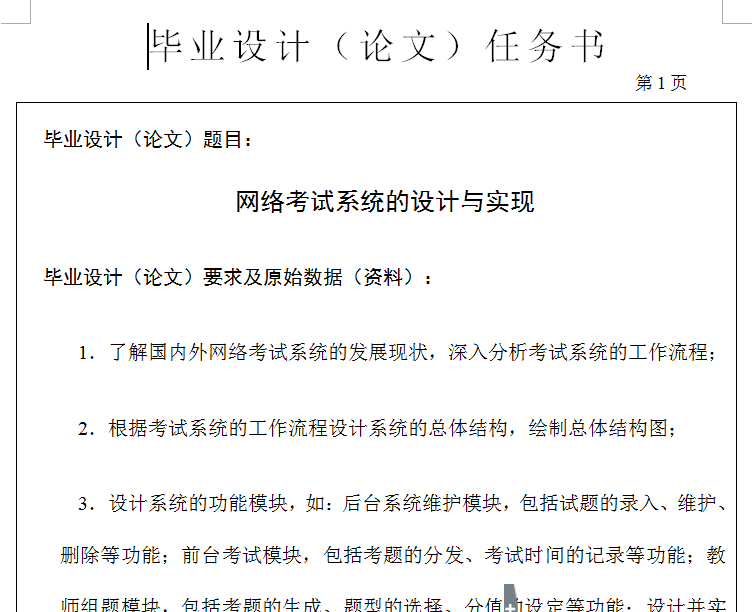 毕业设计（论文）任务书
第 1 页
毕业设计（论文）题目：
网络考试系统的设计与实现
毕业设计（论文）要求及原始数据（资料）：
1．了解国内外网络考试系统的发展现状，深入分析考试系统的工作流程；
2．根据考试系统的工作流程设计系统的总体结构，绘制总体结构图；
3．设计系统的功能模块，如：后台系统维护模块，包括试题的录入、维护、
删除等功能；前台考试模块，包括考题的分发、考试时间的记录等功能；教
师组题模块，包括考题的生成、题型的选择、分值的设定等功能；设计并实